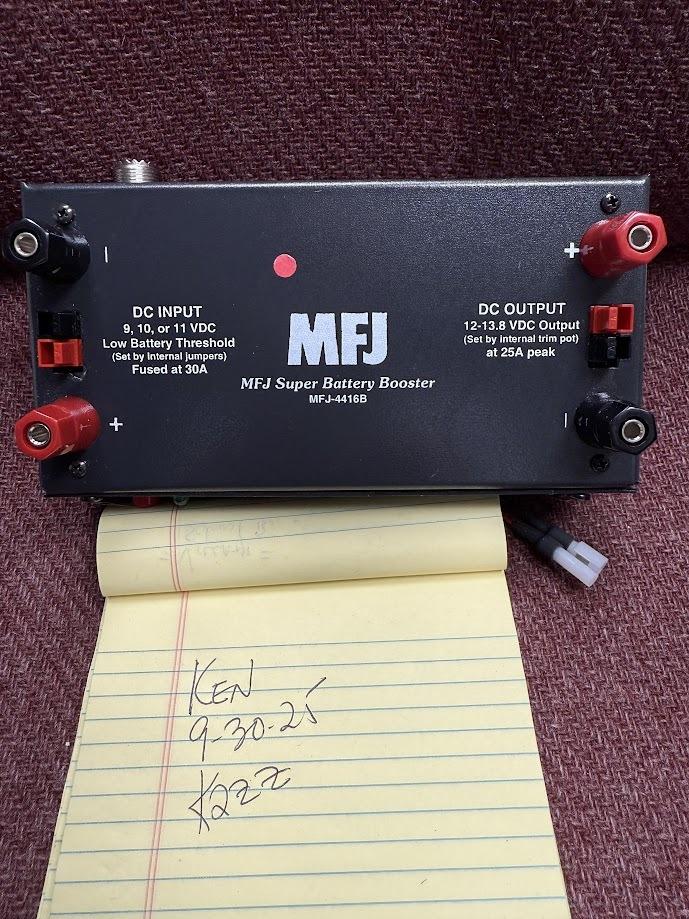 DC INPUT
9, 10, or 11 VDC
Low Battery Threshold
(Set by internal jumpers)
Fused at 30A
+
MFJ
MFJ Super Battery Booster
MFJ-4416B
+
DC OUTPUT
12-13.8 VDC Output
(Set by internal trim pot)
at 25A peak
KEN
9-30-25
K2ZZ